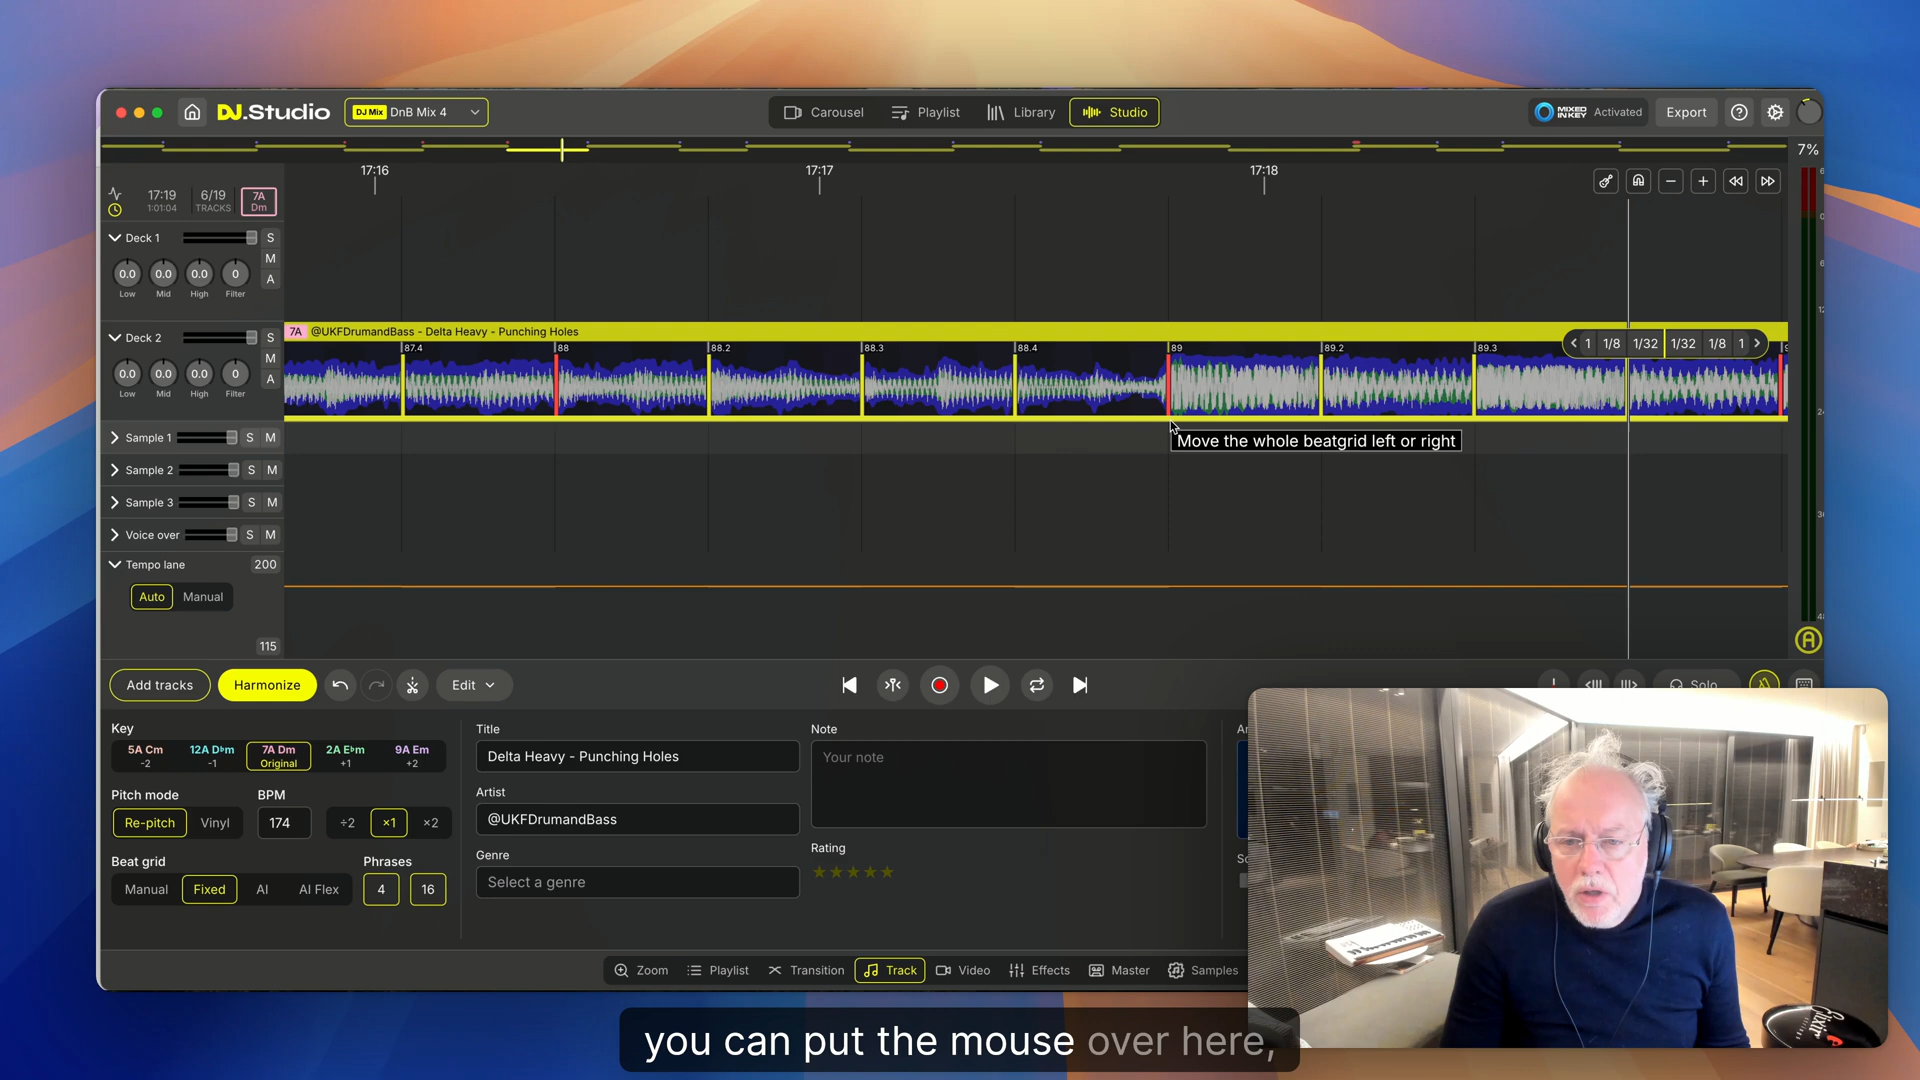 DJ.Studio
DJ Mix DnB Mix 4
Carousel Playlist Library Studio
MIXED IN KEY Activated
Export
7%
17:16 17:17 17:18
17:19
1:01:04
6/19
TRACKS
7A
Dm
Deck 1 S
M
A
0.0 0.0 0.0 0
Low Mid High Filter
Deck 2 S
M
A
0.0 0.0 0.0 0
Low Mid High Filter
7A @UKFDrumandBass - Delta Heavy - Punching Holes
87.4 88 88.2 88.3 88.4 89 89.2 89.3
1 1/8 1/32 1/32 1/8 1
Move the whole beatgrid left or right
Sample 1 S M
Sample 2 S M
Sample 3 S M
Voice over S M
Tempo lane 200
Auto Manual
115
Add tracks Harmonize Edit
Solo
Key
5A Cm 12A D♭m 7A Dm 2A E♭m 9A Em
-2 -1 Original +1 +2
Pitch mode BPM
Re-pitch Vinyl 174 ÷2 ×1 ×2
Beat grid Phrases
Manual Fixed AI AI Flex 4 16
Title
Delta Heavy - Punching Holes
Artist
@UKFDrumandBass
Genre
Select a genre
Note
Your note
Rating
Zoom Playlist Transition Track Video Effects Master Samples
you can put the mouse over here,